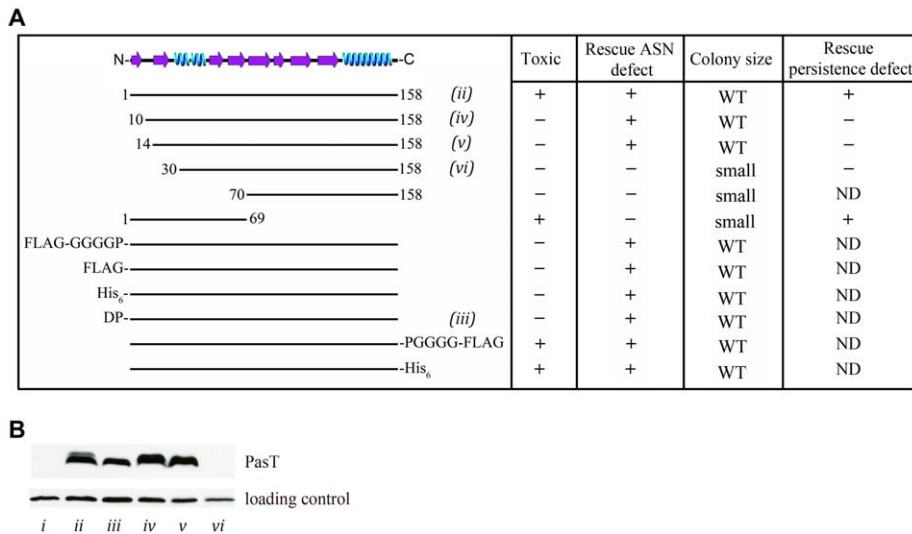 A
N- -C Toxic Rescue ASN defect Colony size Rescue persistence defect
1 158 (ii) + + WT +
10 158 (iv) − + WT −
14 158 (v) − + WT −
30 158 (vi) − − small −
70 158 − − small ND
1 69 + − small +
FLAG-GGGGP- − + WT ND
FLAG- − + WT ND
His6- − + WT ND
DP- (iii) − + WT ND
-PGGGG-FLAG + + WT ND
-His6 + + WT ND
B
PasT
loading control
i ii iii iv v vi